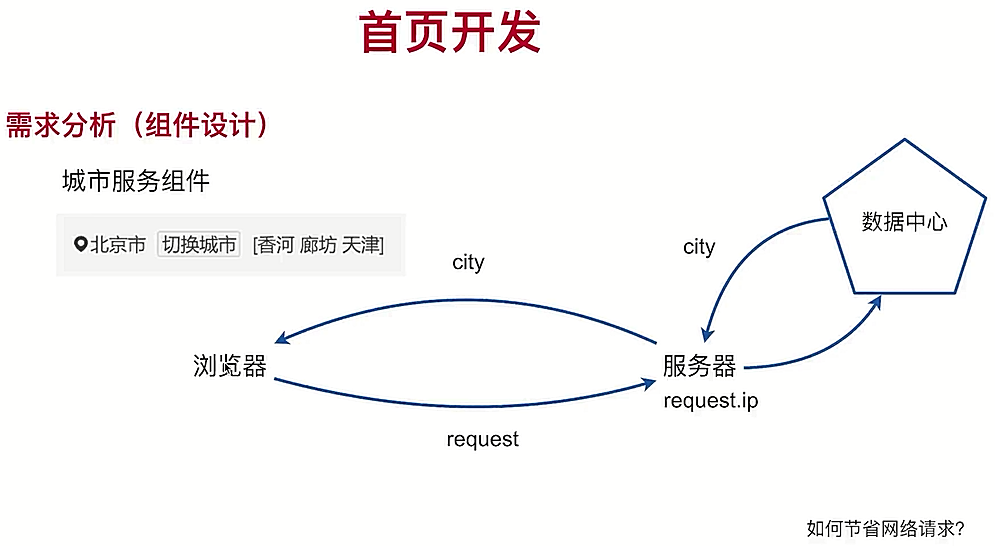 首页开发
需求分析（组件设计）
城市服务组件
北京市 切换城市 [香河 廊坊 天津]
数据中心
city
city
浏览器
服务器
request.ip
request
如何节省网络请求?